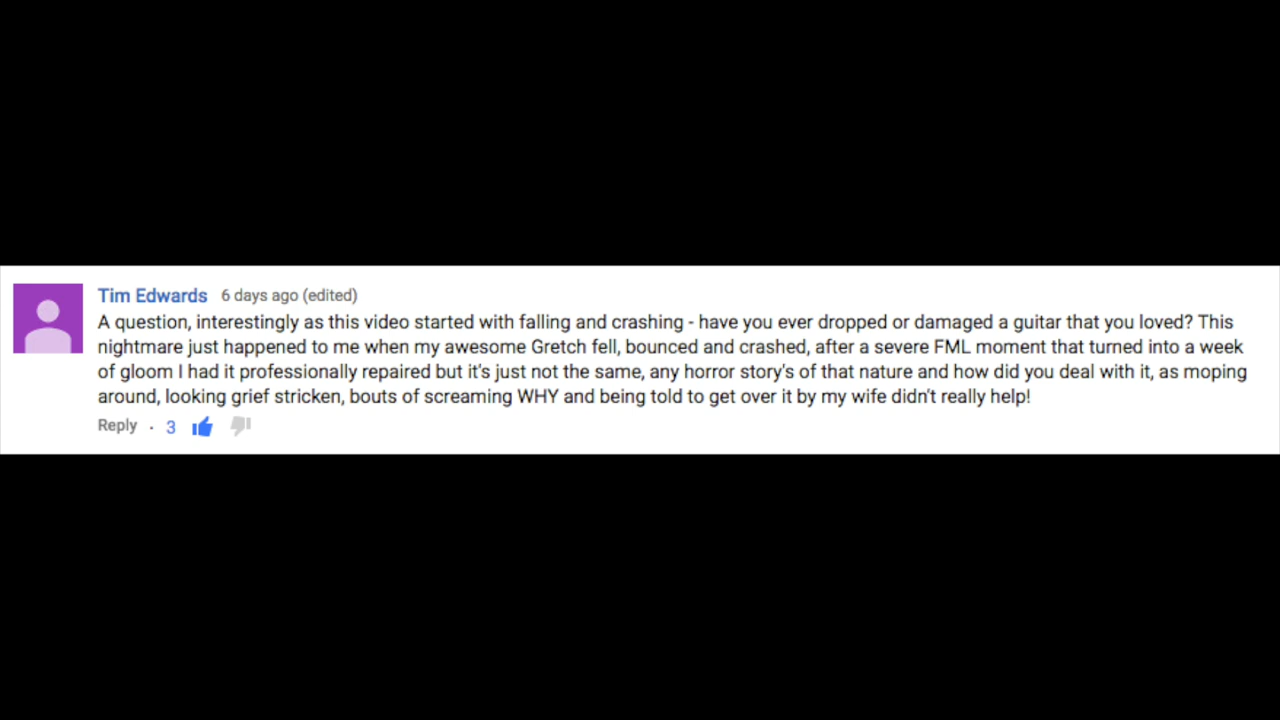 Tim Edwards 6 days ago (edited)
A question, interestingly as this video started with falling and crashing - have you ever dropped or damaged a guitar that you loved? This
nightmare just happened to me when my awesome Gretch fell, bounced and crashed, after a severe FML moment that turned into a week
of gloom I had it professionally repaired but it's just not the same, any horror story's of that nature and how did you deal with it, as moping
around, looking grief stricken, bouts of screaming WHY and being told to get over it by my wife didn't really help!
Reply · 3